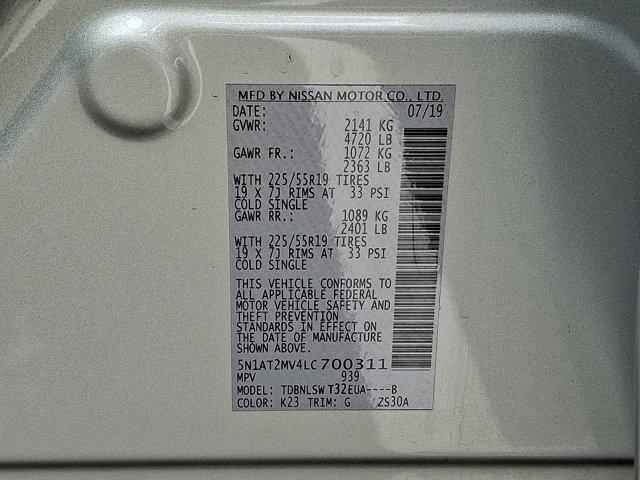 MFD BY NISSAN MOTOR CO., LTD.
DATE: 07/19
GVWR: 2141 KG
4720 LB
GAWR FR.: 1072 KG
2363 LB
WITH 225/55R19 TIRES
19 X 7J RIMS AT 33 PSI
COLD SINGLE
GAWR RR.: 1089 KG
2401 LB
WITH 225/55R19 TIRES
19 X 7J RIMS AT 33 PSI
COLD SINGLE
THIS VEHICLE CONFORMS TO
ALL APPLICABLE FEDERAL
MOTOR VEHICLE SAFETY AND
THEFT PREVENTION
STANDARDS IN EFFECT ON
THE DATE OF MANUFACTURE
SHOWN ABOVE.
5N1AT2MV4LC700311
MPV 939
MODEL: TDBNLSW T32EUA----B
COLOR: K23 TRIM: G ZS30A